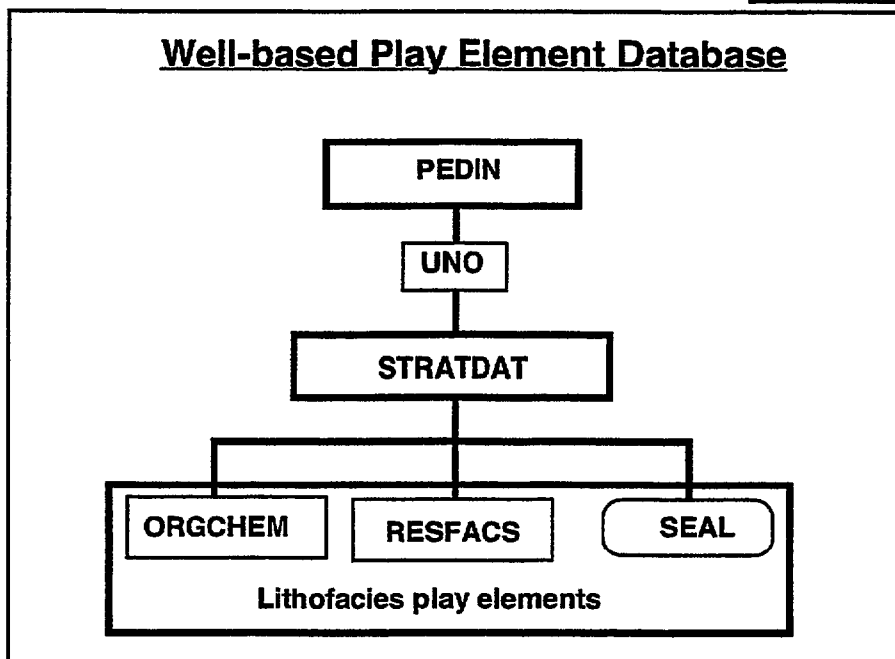 Well-based Play Element Database
PEDIN
UNO
STRATDAT
ORGCHEM RESFACS SEAL
Lithofacies play elements